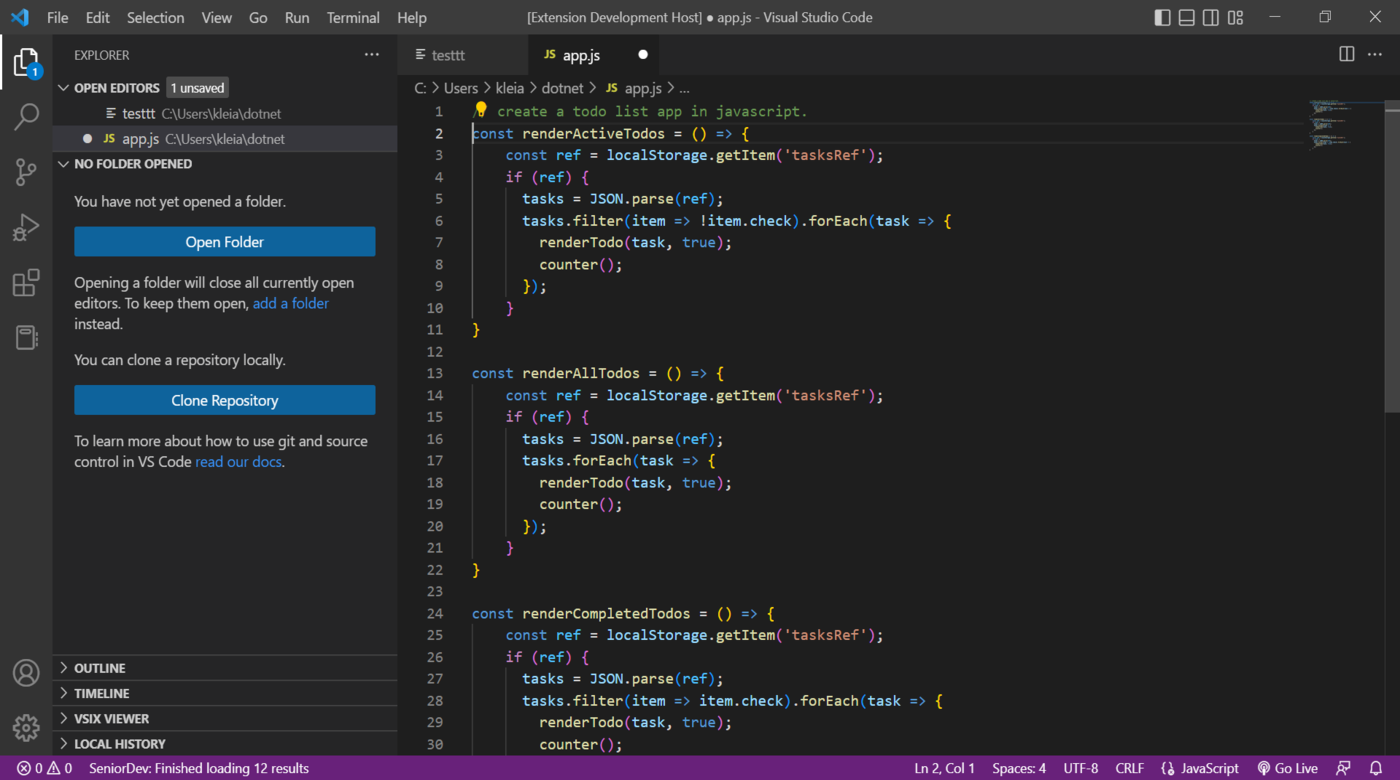 File Edit Selection View Go Run Terminal Help [Extension Development Host] ● app.js - Visual Studio Code
EXPLORER ···
OPEN EDITORS 1 unsaved
testtt C:\Users\kleia\dotnet
● JS app.js C:\Users\kleia\dotnet
NO FOLDER OPENED
You have not yet opened a folder.
Open Folder
Opening a folder will close all currently open
editors. To keep them open, add a folder
instead.
You can clone a repository locally.
Clone Repository
To learn more about how to use git and source
control in VS Code read our docs.
OUTLINE
TIMELINE
VSIX VIEWER
LOCAL HISTORY
1
testtt JS app.js ●
C: > Users > kleia > dotnet > JS app.js > ...
1 / create a todo list app in javascript.
2 const renderActiveTodos = () => {
3 const ref = localStorage.getItem('tasksRef');
4 if (ref) {
5 tasks = JSON.parse(ref);
6 tasks.filter(item => !item.check).forEach(task => {
7 renderTodo(task, true);
8 counter();
9 });
10 }
11 }
12
13 const renderAllTodos = () => {
14 const ref = localStorage.getItem('tasksRef');
15 if (ref) {
16 tasks = JSON.parse(ref);
17 tasks.forEach(task => {
18 renderTodo(task, true);
19 counter();
20 });
21 }
22 }
23
24 const renderCompletedTodos = () => {
25 const ref = localStorage.getItem('tasksRef');
26 if (ref) {
27 tasks = JSON.parse(ref);
28 tasks.filter(item => item.check).forEach(task => {
29 renderTodo(task, true);
30 counter();
0 0 SeniorDev: Finished loading 12 results Ln 2, Col 1 Spaces: 4 UTF-8 CRLF {} JavaScript Go Live